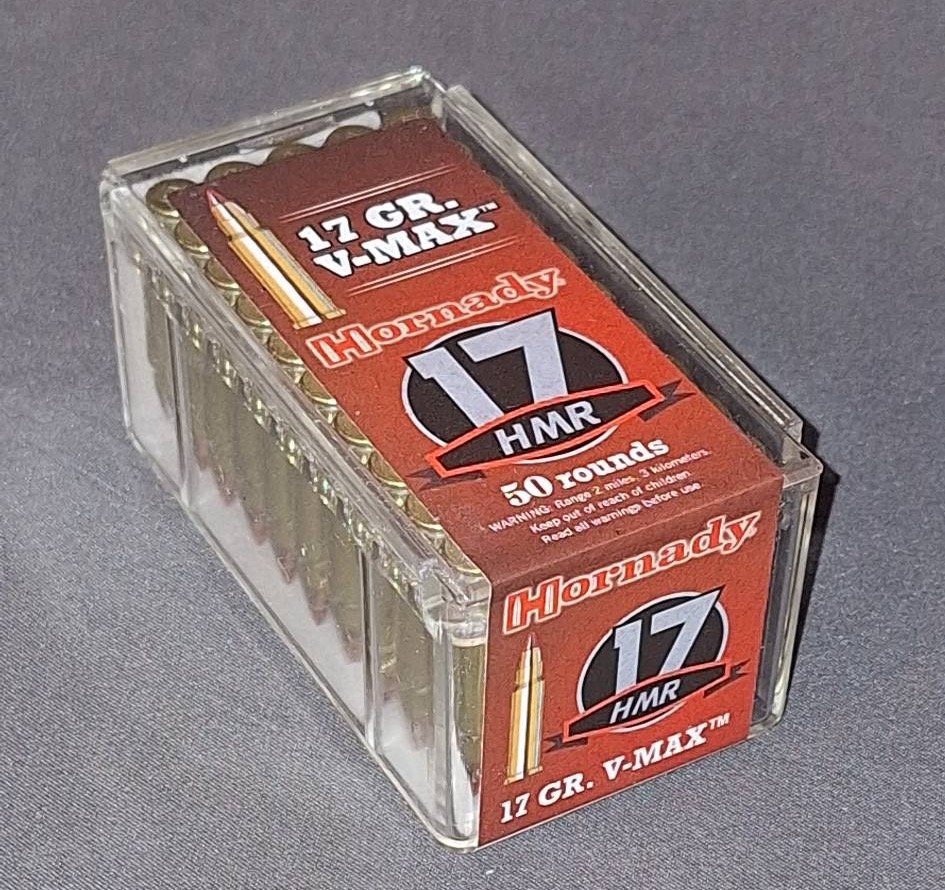 17 GR.
V-MAX™
Hornady
17
HMR
50 rounds
WARNING: Range 2 miles, 3 kilometers.
Keep out of reach of children
Read all warnings before use
Hornady
17
HMR
17 GR. V-MAX™